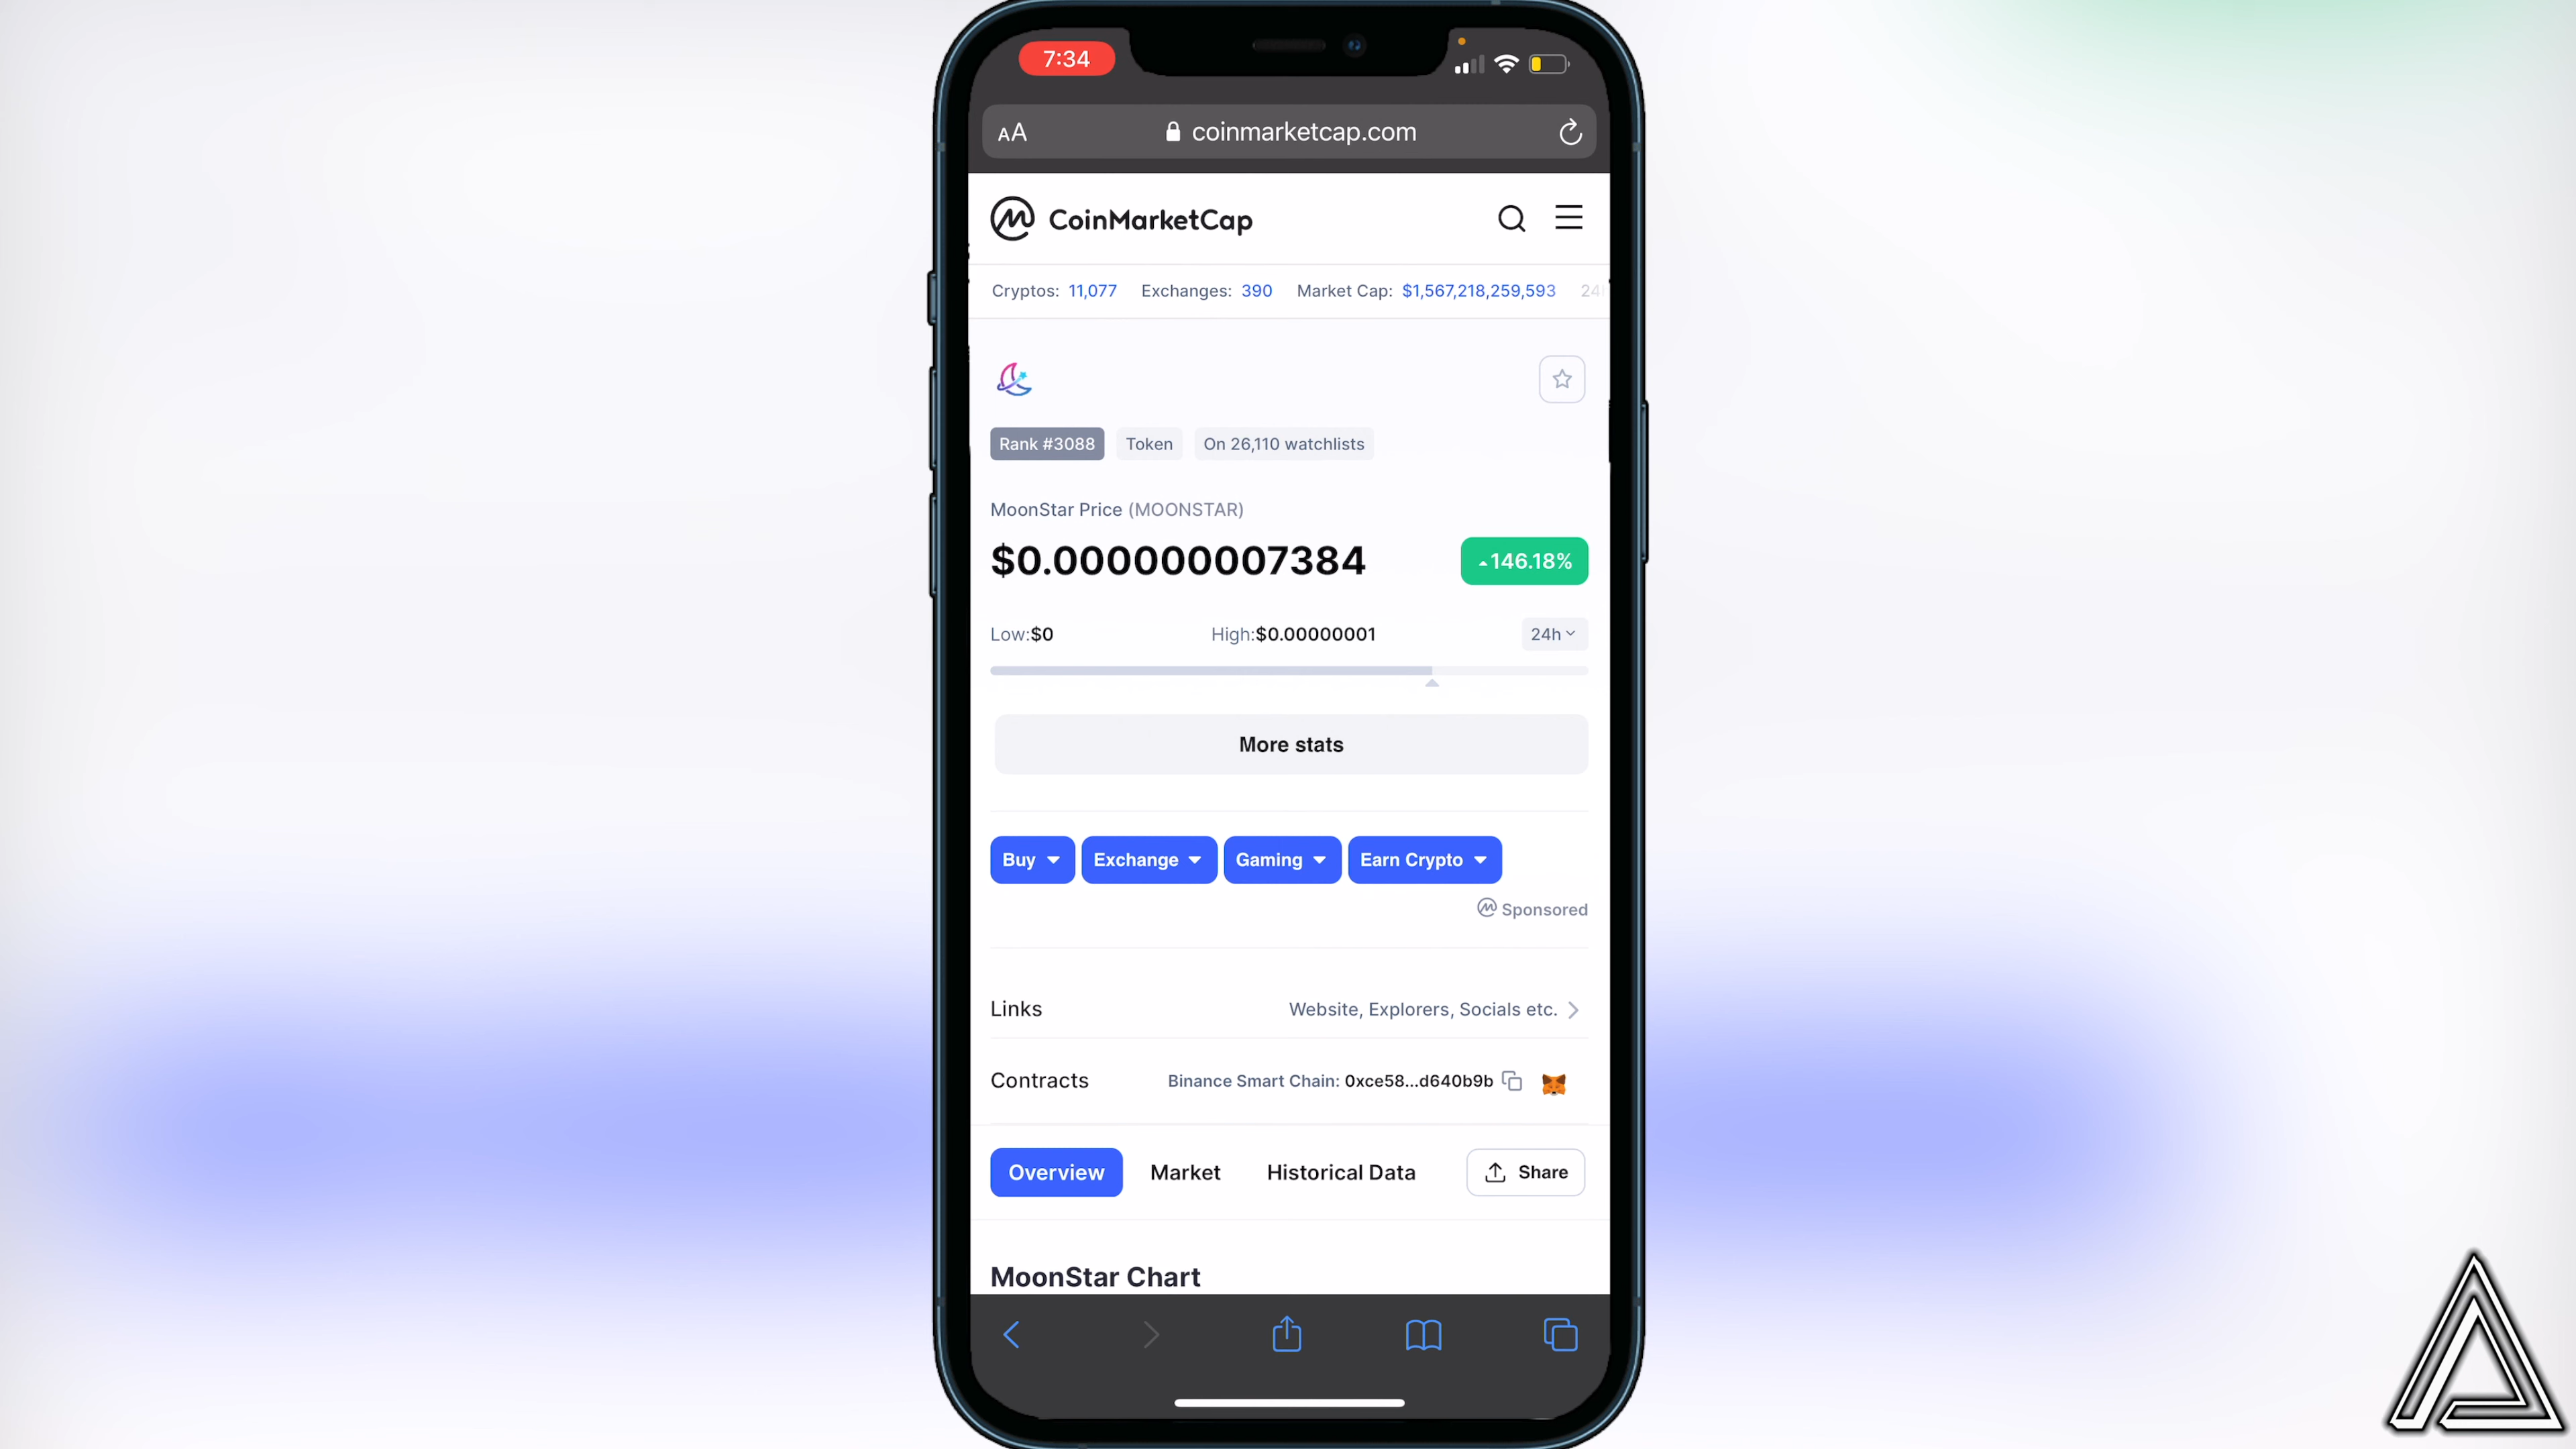 7:34
AA coinmarketcap.com
CoinMarketCap
Cryptos: 11,077 Exchanges: 390 Market Cap: $1,567,218,259,593 24
Rank #3088 Token On 26,110 watchlists
MoonStar Price (MOONSTAR)
$0.000000007384 146.18%
Low:$0 High:$0.00000001 24h
More stats
Buy Exchange Gaming Earn Crypto
Sponsored
Links Website, Explorers, Socials etc.
Contracts Binance Smart Chain: 0xce58...d640b9b
Overview Market Historical Data Share
MoonStar Chart